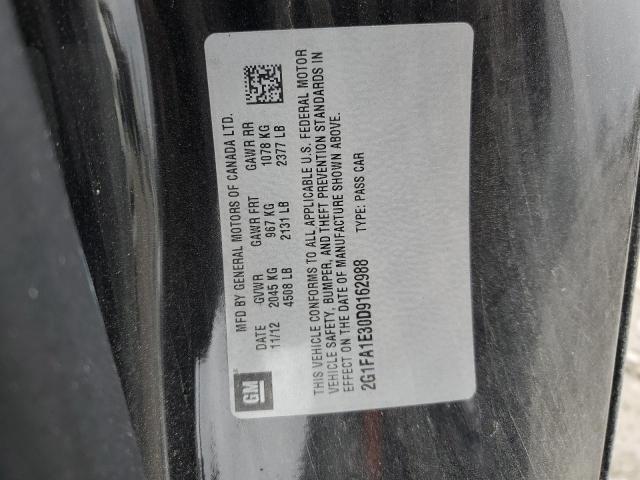 GM
MFD BY GENERAL MOTORS OF CANADA LTD.
DATE GVWR GAWR FRT GAWR RR
11/12 2045 KG 967 KG 1078 KG
4508 LB 2131 LB 2377 LB
THIS VEHICLE CONFORMS TO ALL APPLICABLE U.S. FEDERAL MOTOR
VEHICLE SAFETY, BUMPER, AND THEFT PREVENTION STANDARDS IN
EFFECT ON THE DATE OF MANUFACTURE SHOWN ABOVE.
2G1FA1E30D9162988 TYPE: PASS CAR